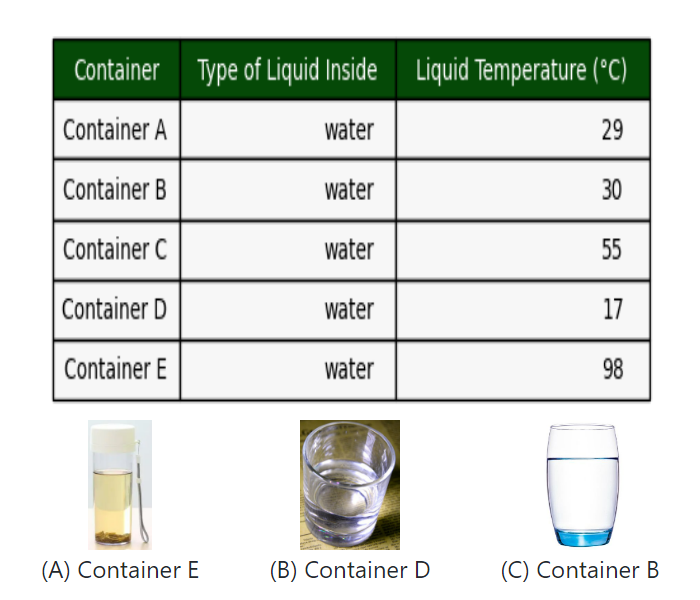 Container Type of Liquid Inside Liquid Temperature (°C)
Container A water 29
Container B water 30
Container C water 55
Container D water 17
Container E water 98
(A) Container E (B) Container D (C) Container B